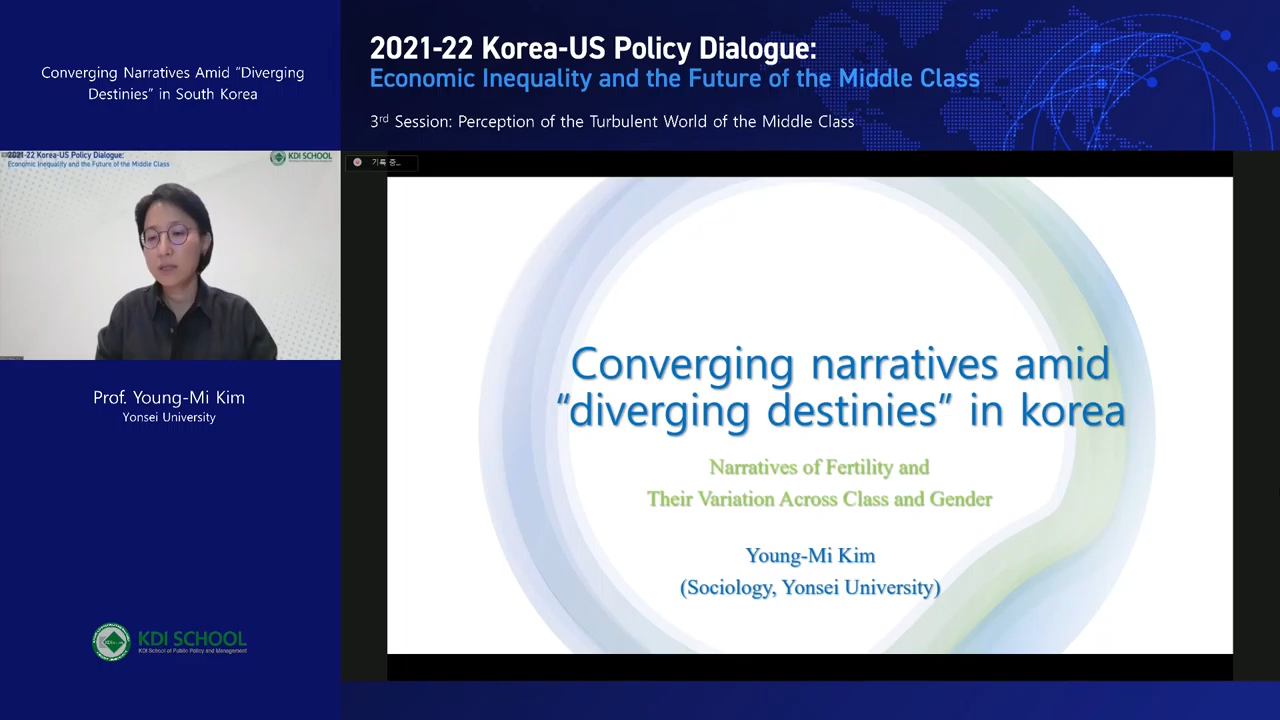 Converging Narratives Amid “Diverging
Destinies” in South Korea
2021-22 Korea-US Policy Dialogue:
Economic Inequality and the Future of the Middle Class
3rd Session: Perception of the Turbulent World of the Middle Class
2021-22 Korea-US Policy Dialogue:
Economic Inequality and the Future of the Middle Class
KDI SCHOOL
기록 중...
Converging narratives amid
“diverging destinies” in korea
Narratives of Fertility and
Their Variation Across Class and Gender
Young-Mi Kim
(Sociology, Yonsei University)
Prof. Young-Mi Kim
Yonsei University
KDI SCHOOL
KDI School of Public Policy and Management